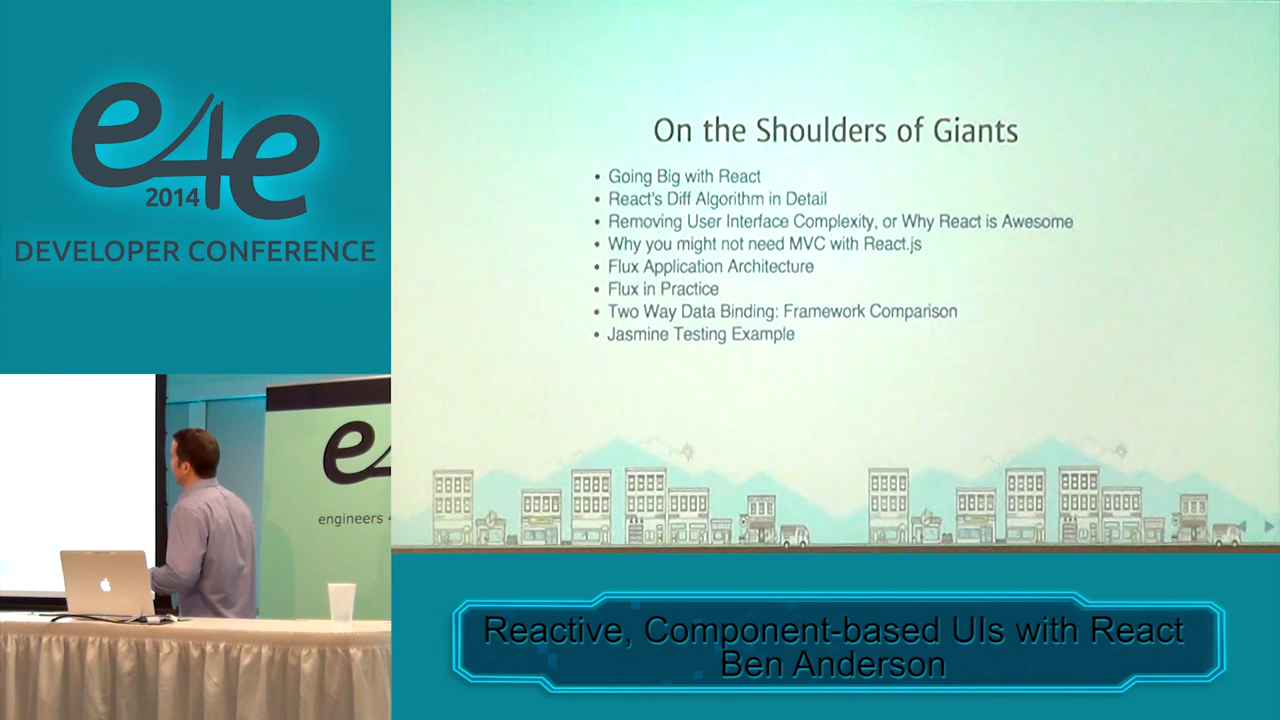 e4e
2014
DEVELOPER CONFERENCE
On the Shoulders of Giants
• Going Big with React
• React's Diff Algorithm in Detail
• Removing User Interface Complexity, or Why React is Awesome
• Why you might not need MVC with React.js
• Flux Application Architecture
• Flux in Practice
• Two Way Data Binding: Framework Comparison
• Jasmine Testing Example
engineers
Reactive, Component-based UIs with React
Ben Anderson